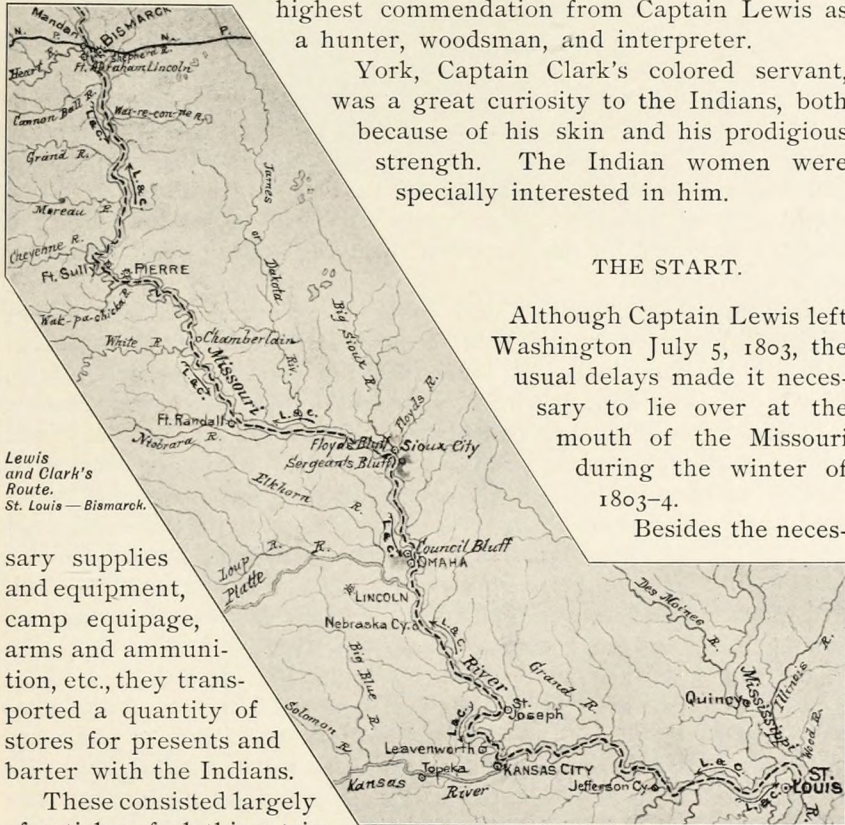 highest commendation from Captain Lewis as
a hunter, woodsman, and interpreter.
York, Captain Clark's colored servant,
was a great curiosity to the Indians, both
because of his skin and his prodigious
strength. The Indian women were
specially interested in him.
THE START.
Although Captain Lewis left
Washington July 5, 1803, the
usual delays made it neces-
sary to lie over at the
mouth of the Missouri
during the winter of
1803–4.
Besides the neces-
sary supplies
and equipment,
camp equipage,
arms and ammuni-
tion, etc., they trans-
ported a quantity of
stores for presents and
barter with the Indians.
These consisted largely
Lewis
and Clark's
Route.
St. Louis — Bismarck.
Mandan
BISMARCK
N. P.
N. P.
Shepherd R.
Heart R.
Ft. Abraham Lincoln
Cannon Ball R.
L. & C.
War-re-con-ne R.
Grand R.
L. & C.
James
or
Dakota
Riv.
Moreau R.
Cheyenne R.
Ft. Sully
PIERRE
Wak-pa-chicka R.
Big Sioux R.
White R.
Chamberlain
Missouri
L. & C.
Floyds R.
Ft. Randall
L. & C.
Niobrara R.
Floyds Bluff
Sioux City
Sergeants Bluff
Elkhorn R.
L. & C.
Council Bluff
OMAHA
Loup R.
Platte R.
LINCOLN
Nebraska Cy.
L. & C.
River
Des Moines R.
Big Blue R.
Grand R.
Mississippi
Illinois R.
Quincy
Solomon R.
St.
Joseph
L. & C.
Wood R.
Leavenworth
Topeka
KANSAS CITY
Kansas
River
Jefferson Cy.
L. & C.
ST.
LOUIS
L. & C.
R.